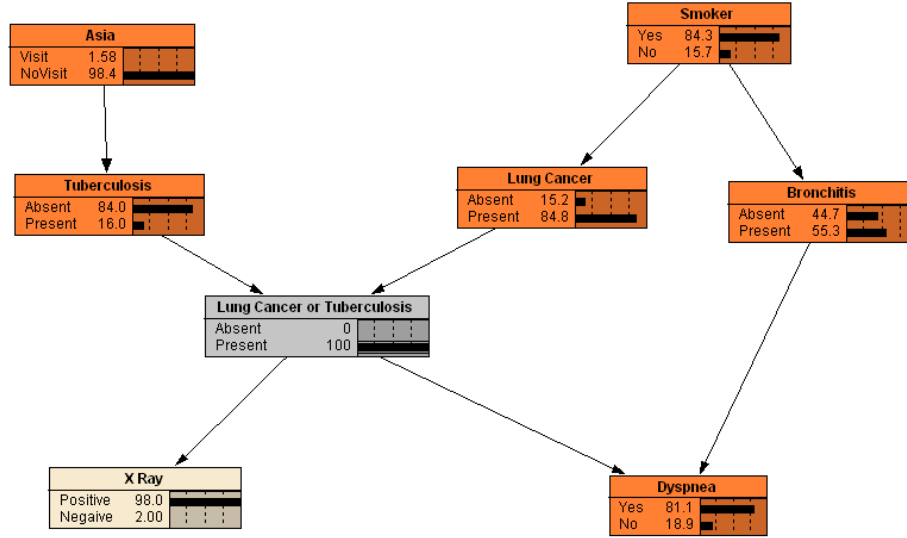 Asia
Visit 1.58
NoVisit 98.4
Smoker
Yes 84.3
No 15.7
Tuberculosis
Absent 84.0
Present 16.0
Lung Cancer
Absent 15.2
Present 84.8
Bronchitis
Absent 44.7
Present 55.3
Lung Cancer or Tuberculosis
Absent 0
Present 100
X Ray
Positive 98.0
Negaive 2.00
Dyspnea
Yes 81.1
No 18.9